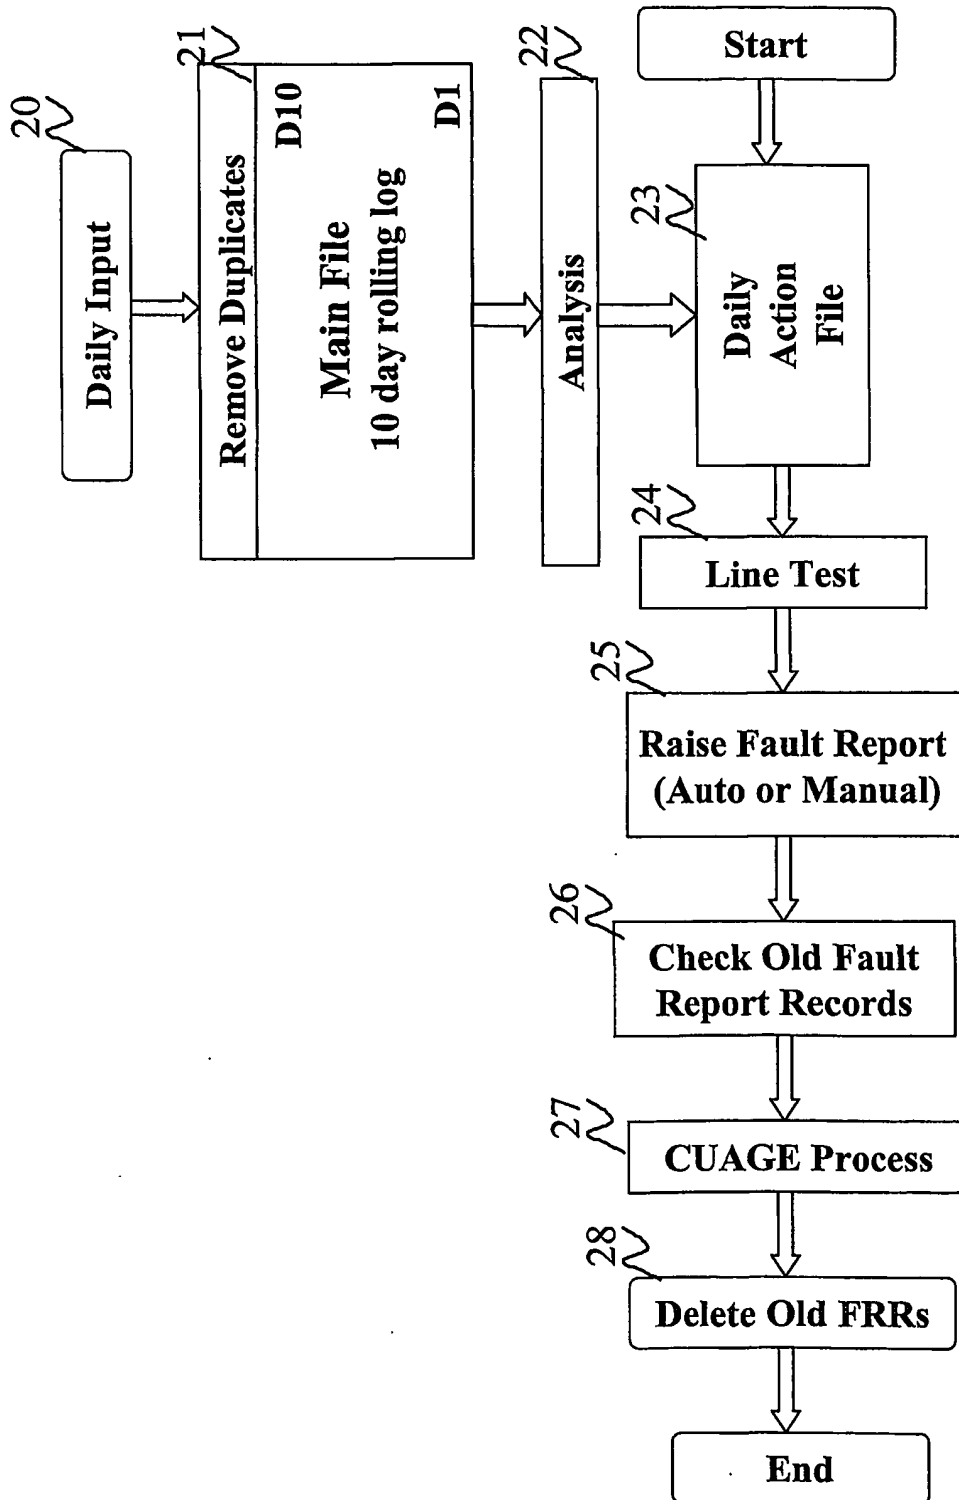 20
Daily Input
21
Remove Duplicates
D10
Main File
10 day rolling log
D1
22
Analysis
Start
23
Daily
Action
File
24
Line Test
25
Raise Fault Report
(Auto or Manual)
26
Check Old Fault
Report Records
27
CUAGE Process
28
Delete Old FRRs
End